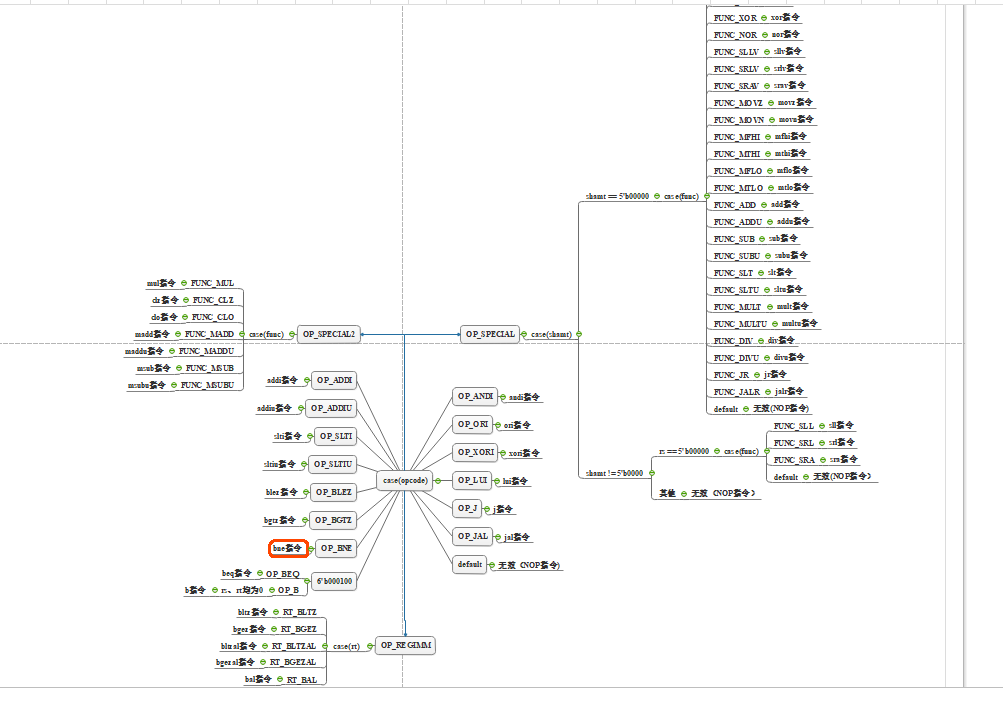 FUNC_XOR xor指令
FUNC_NOR nor指令
FUNC_SLLV sllv指令
FUNC_SRLV srlv指令
FUNC_SRAV srav指令
FUNC_MOVZ movz指令
FUNC_MOVN movn指令
FUNC_MFHI mfhi指令
FUNC_MTHI mthi指令
FUNC_MFLO mflo指令
FUNC_MTLO mtlo指令
shamt == 5'b00000 case(func)
FUNC_ADD add指令
FUNC_ADDU addu指令
FUNC_SUB sub指令
FUNC_SUBU subu指令
FUNC_SLT slt指令
FUNC_SLTU sltu指令
FUNC_MULT mult指令
FUNC_MULTU multu指令
FUNC_DIV div指令
FUNC_DIVU divu指令
FUNC_JR jr指令
FUNC_JALR jalr指令
default 无效(NOP指令)
mul指令 FUNC_MUL
clz指令 FUNC_CLZ
clo指令 FUNC_CLO
madd指令 FUNC_MADD case(func) OP_SPECIAL2
OP_SPECIAL case(shamt)
maddu指令 FUNC_MADDU
msub指令 FUNC_MSUB
msubu指令 FUNC_MSUBU
FUNC_SLL sll指令
FUNC_SRL srl指令
rs ==5'b00000 case(func)
FUNC_SRA sra指令
default 无效(NOP指令)
shamt !=5'b0000
其他 无效（NOP指令）
addi指令 OP_ADDI
addiu指令 OP_ADDIU
slti指令 OP_SLTI
sltiu指令 OP_SLTIU
case(opcode)
blez指令 OP_BLEZ
bgtz指令 OP_BGTZ
bne指令 OP_BNE
beq指令 OP_BEQ
b指令 rs、rt均为0 OP_B
6'b000100
OP_ANDI andi指令
OP_ORI ori指令
OP_XORI xori指令
OP_LUI lui指令
OP_J j指令
OP_JAL jal指令
default 无效（NOP指令）
bltz指令 RT_BLTZ
bgez指令 RT_BGEZ
bltzal指令 RT_BLTZAL case(rt) OP_REGIMM
bgezal指令 RT_BGEZAL
bal指令 RT_BAL